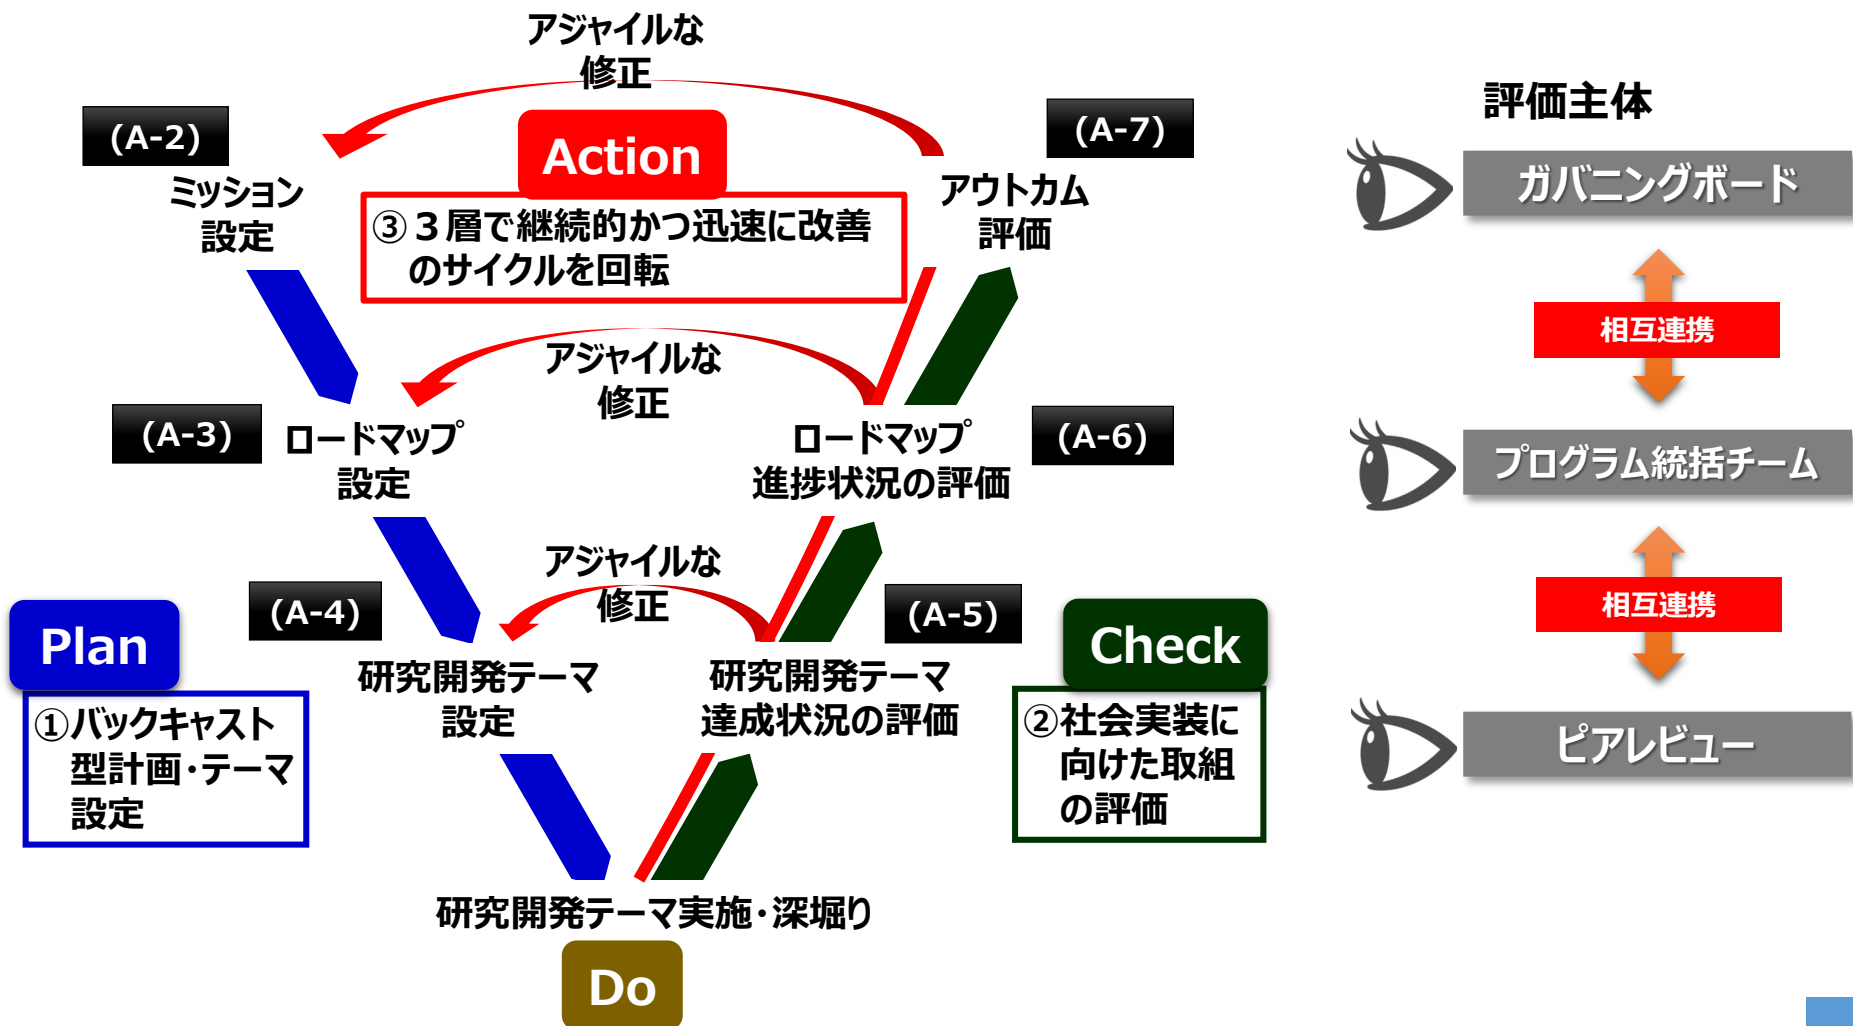 アジャイルな
修正
(A-2)
Action
(A-7)
ミッション
設定
③３層で継続的かつ迅速に改善
のサイクルを回転
アウトカム
評価
アジャイルな
修正
(A-3)
ロードマップ
設定
ロードマップ
進捗状況の評価
(A-6)
アジャイルな
修正
(A-4)
(A-5)
Plan
①バックキャスト
型計画・テーマ
設定
研究開発テーマ
設定
研究開発テーマ
達成状況の評価
Check
②社会実装に
向けた取組
の評価
研究開発テーマ実施・深堀り
Do
評価主体
ガバニングボード
相互連携
プログラム統括チーム
相互連携
ピアレビュー